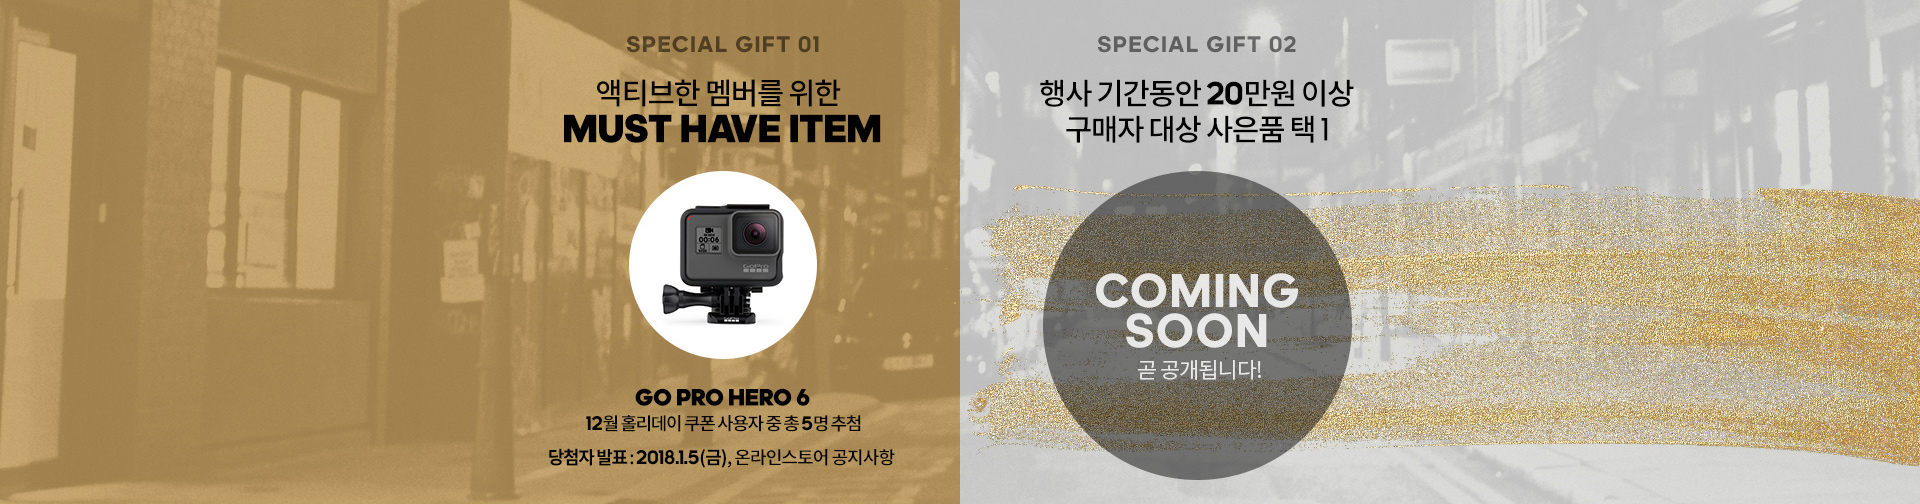 SPECIAL GIFT 01
액티브한 멤버를 위한
MUST HAVE ITEM
00:06
GoPro
GO PRO HERO 6
12월 홀리데이 쿠폰 사용자 중 총 5명 추첨
당첨자 발표 : 2018.1.5(금), 온라인스토어 공지사항
SPECIAL GIFT 02
행사 기간동안 20만원 이상
구매자 대상 사은품 택1
COMING
SOON
곧 공개됩니다!